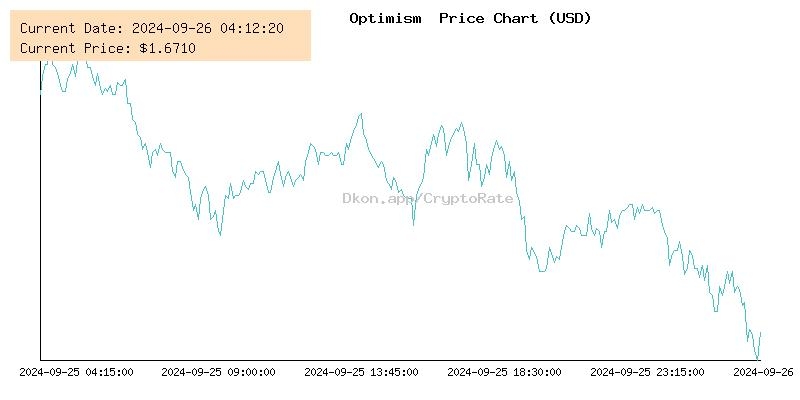 Optimism  Price Chart (USD)
Current Date: 2024-09-26 04:12:20
Current Price: $1.6710
Dkon.app/CryptoRate
2024-09-25 04:15:00 2024-09-25 09:00:00 2024-09-25 13:45:00 2024-09-25 18:30:00 2024-09-25 23:15:00 2024-09-26